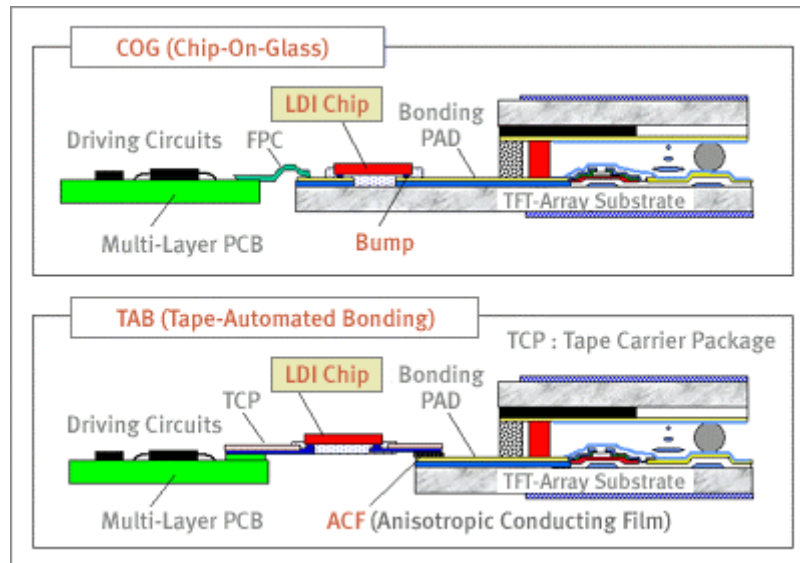 COG (Chip-On-Glass)
LDI Chip
Bonding
PAD
Driving Circuits
FPC
TFT-Array Substrate
Multi-Layer PCB
Bump
TAB (Tape-Automated Bonding)
TCP : Tape Carrier Package
LDI Chip
Bonding
PAD
TCP
Driving Circuits
TFT-Array Substrate
Multi-Layer PCB
ACF (Anisotropic Conducting Film)